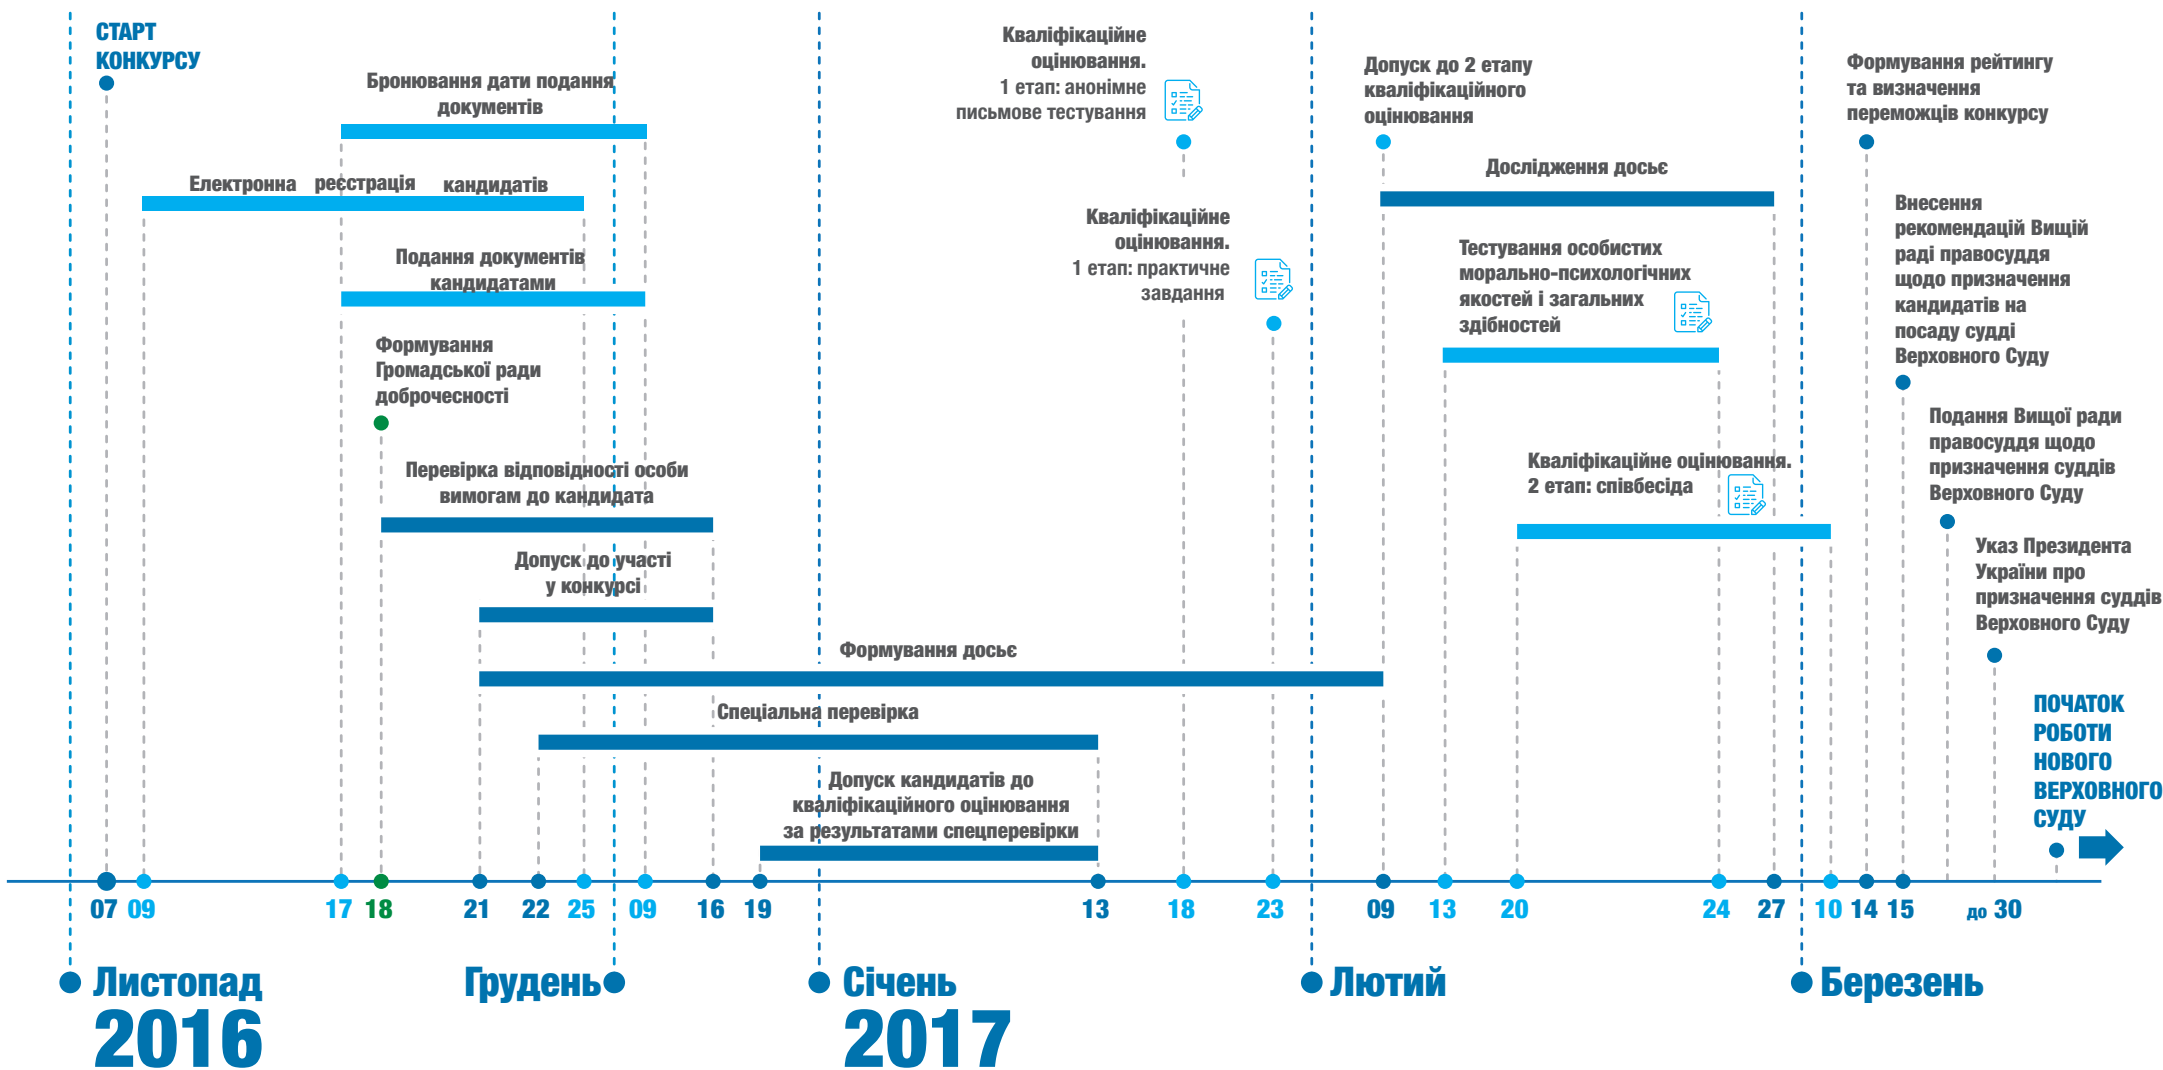 СТАРТ
КОНКУРСУ
Бронювання дати подання
документів
Електронна реєстрація кандидатів
Подання документів
кандидатами
Формування
Громадської ради
доброчесності
Перевірка відповідності особи
вимогам до кандидата
Допуск до участі
у конкурсі
Формування досьє
Спеціальна перевірка
Допуск кандидатів до
кваліфікаційного оцінювання
за результатами спецперевірки
Кваліфікаційне
оцінювання.
1 етап: анонімне
письмове тестування
Кваліфікаційне
оцінювання.
1 етап: практичне
завдання
Допуск до 2 етапу
кваліфікаційного
оцінювання
Дослідження досьє
Тестування особистих
морально-психологічних
якостей і загальних
здібностей
Кваліфікаційне оцінювання.
2 етап: співбесіда
Формування рейтингу
та визначення
переможців конкурсу
Внесення
рекомендацій Вищій
раді правосуддя
щодо призначення
кандидатів на
посаду судді
Верховного Суду
Подання Вищої ради
правосуддя щодо
призначення суддів
Верховного Суду
Указ Президента
України про
призначення суддів
Верховного Суду
ПОЧАТОК
РОБОТИ
НОВОГО
ВЕРХОВНОГО
СУДУ
07 09 17 18 21 22 25 09 16 19 13 18 23 09 13 20 24 27 10 14 15 до 30
Листопад Грудень Січень Лютий Березень
2016 2017